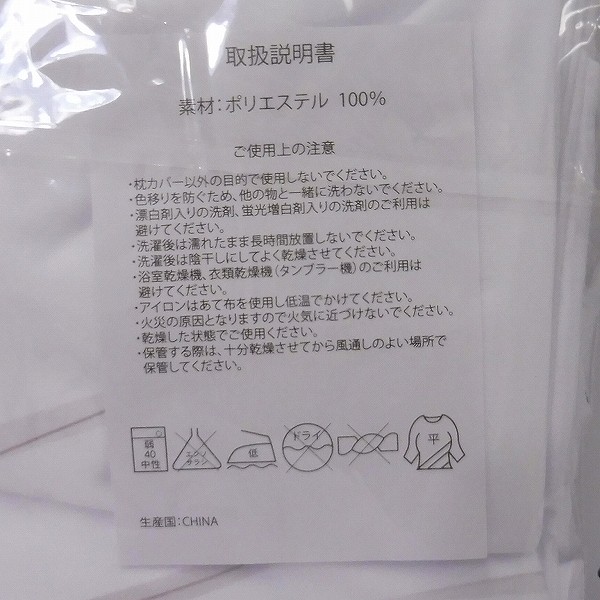 取扱説明書
素材:ポリエステル 100%
ご使用上の注意
・枕カバー以外の目的で使用しないでください。
・色移りを防ぐため、他の物と一緒に洗わないでください。
・漂白剤入りの洗剤、蛍光増白剤入りの洗剤のご利用は
避けてください。
・洗濯後は濡れたまま長時間放置しないでください。
・洗濯後は陰干しにしてよく乾燥させてください。
・浴室乾燥機、衣類乾燥機(タンブラー機)のご利用は
避けてください。
・アイロンはあて布を使用し低温でかけてください。
・火災の原因となりますので火気に近づけないでください。
・乾燥した状態でご使用ください。
・保管する際は、十分乾燥させてから風通しのよい場所で
保管してください。
弱
40
中性
エンソ
サラシ
低
ドライ
平
生産国:CHINA